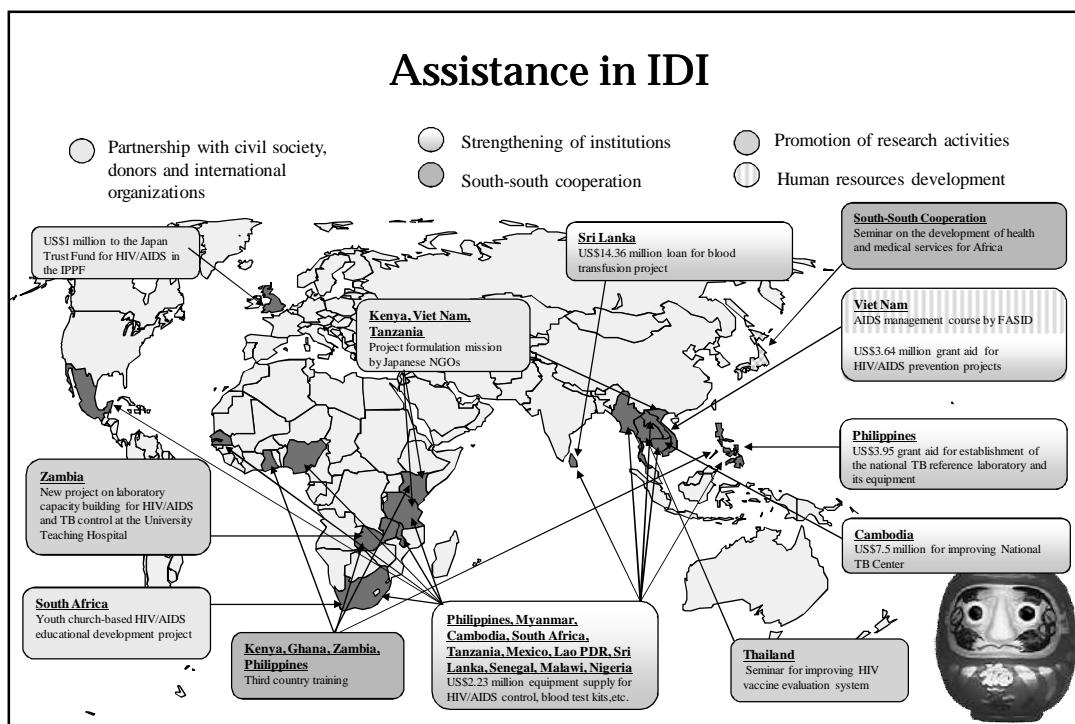 Assistance in IDI
Partnership with civil society,
donors and international
organizations
Strengthening of institutions
South-south cooperation
Promotion of research activities
Human resources development
US$1 million to the Japan
Trust Fund for HIV/AIDS in
the IPPF
Kenya, Viet Nam,
Tanzania
Project formulation mission
by Japanese NGOs
Sri Lanka
US$14.36 million loan for blood
transfusion project
South-South Cooperation
Seminar on the development of health
and medical services for Africa
Viet Nam
AIDS management course by FASID
US$3.64 million grant aid for
HIV/AIDS prevention projects
Philippines
US$3.95 grant aid for establishment of
the national TB reference laboratory and
its equipment
Cambodia
US$7.5 million for improving National
TB Center
Zambia
New project on laboratory
capacity building for HIV/AIDS
and TB control at the University
Teaching Hospital
South Africa
Youth church-based HIV/AIDS
educational development project
Kenya, Ghana, Zambia,
Philippines
Third country training
Philippines, Myanmar,
Cambodia, South Africa,
Tanzania, Mexico, Lao PDR, Sri
Lanka, Senegal, Malawi, Nigeria
US$2.23 million equipment supply for
HIV/AIDS control, blood test kits,etc.
Thailand
Seminar for improving HIV
vaccine evaluation system